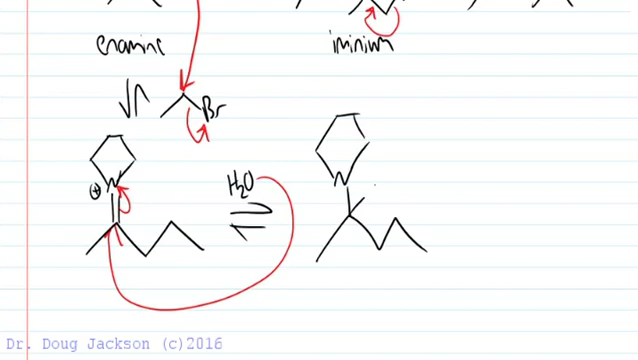 enamine
iminium
Br
N
⊕
H₂O
N
Dr. Doug Jackson (c)2016